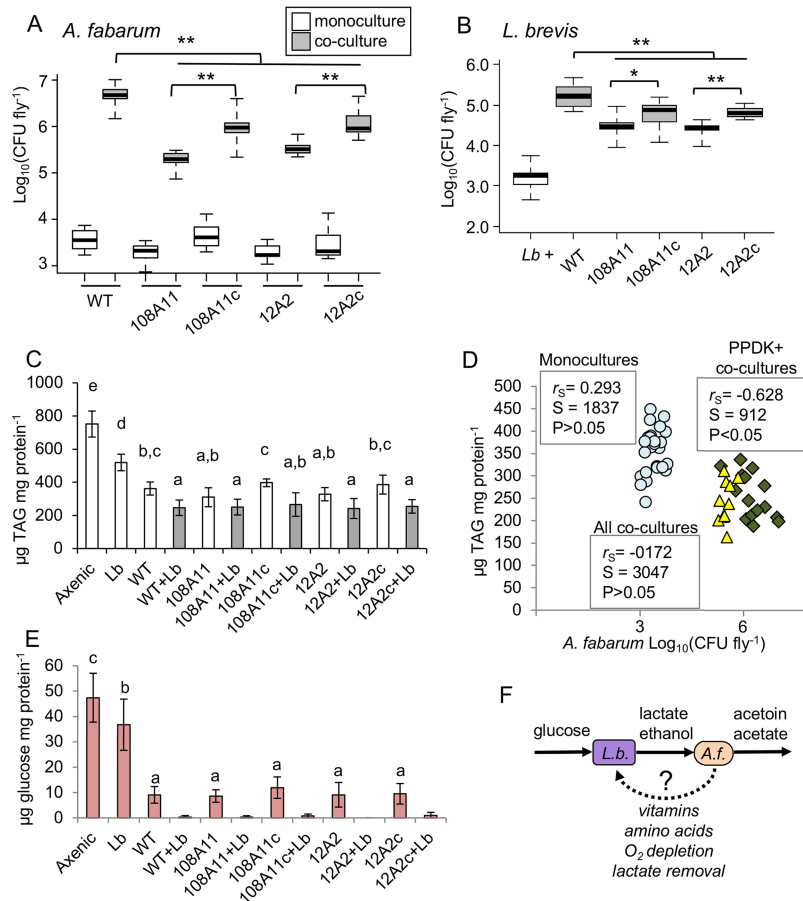 A
A. fabarum
monoculture
co-culture
**
**
**
Log10(CFU fly-1)
7
6
5
4
3
WT
108A11
108A11c
12A2
12A2c
B
L. brevis
**
*
**
Log10(CFU fly-1)
6.0
5.0
4.0
3.0
2.0
Lb +
WT
108A11
108A11c
12A2
12A2c
C
µg TAG mg protein-1
1000
800
600
400
200
0
e
d
b,c
a
a,b
a
c
a,b
a,b
a
b,c
a
Axenic
Lb
WT
WT+Lb
108A11
108A11+Lb
108A11c
108A11c+Lb
12A2
12A2+Lb
12A2c
12A2c+Lb
D
Monocultures
rS= 0.293
S = 1837
P>0.05
PPDK+
co-cultures
rS= -0.628
S = 912
P<0.05
All co-cultures
rS= -0172
S = 3047
P>0.05
µg TAG mg protein-1
500
450
400
350
300
250
200
150
100
50
0
3
6
A. fabarum Log10(CFU fly-1)
E
µg glucose mg protein-1
60
50
40
30
20
10
0
c
b
a
a
a
a
a
Axenic
Lb
WT
WT+Lb
108A11
108A11+Lb
108A11c
108A11c+Lb
12A2
12A2+Lb
12A2c
12A2c+Lb
F
glucose
L.b.
lactate
ethanol
A.f.
acetoin
acetate
?
vitamins
amino acids
O2 depletion
lactate removal